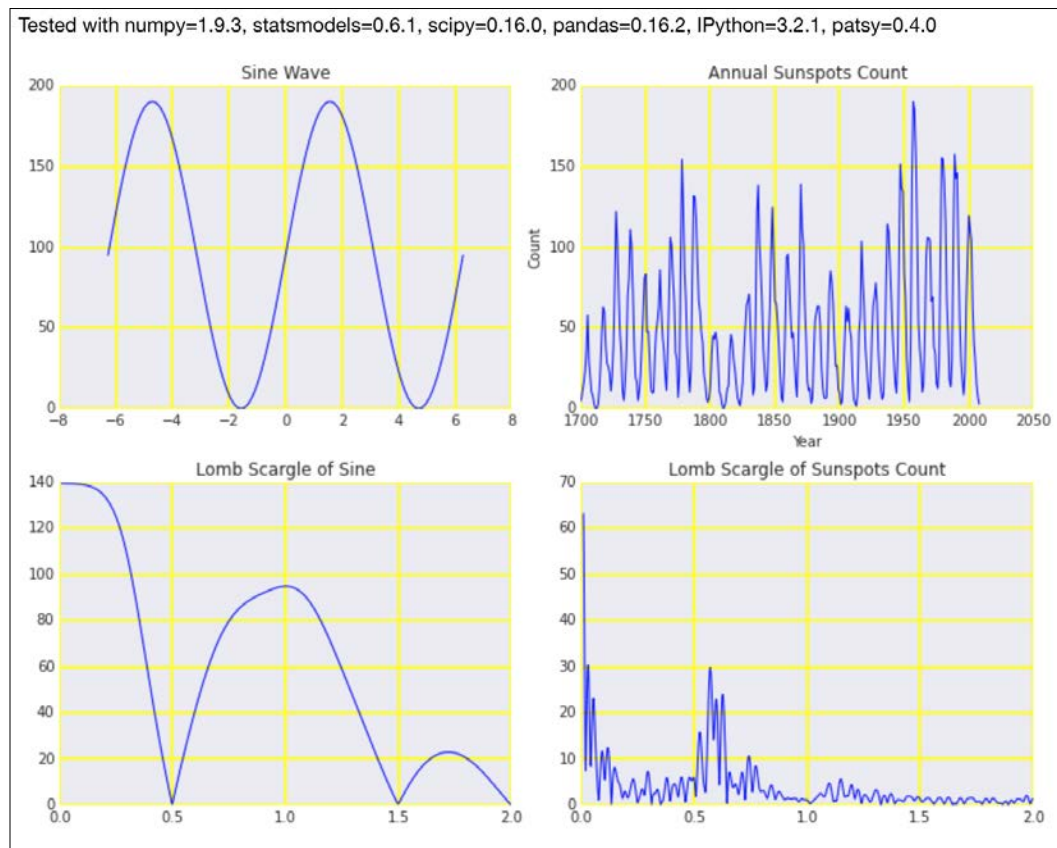 Tested with numpy=1.9.3, statsmodels=0.6.1, scipy=0.16.0, pandas=0.16.2, IPython=3.2.1, patsy=0.4.0
Sine Wave
200
150
100
50
0
−8 −6 −4 −2 0 2 4 6 8
Annual Sunspots Count
200
150
100
50
0
Count
1700 1750 1800 1850 1900 1950 2000 2050
Year
Lomb Scargle of Sine
140
120
100
80
60
40
20
0
0.0 0.5 1.0 1.5 2.0
Lomb Scargle of Sunspots Count
70
60
50
40
30
20
10
0
0.0 0.5 1.0 1.5 2.0